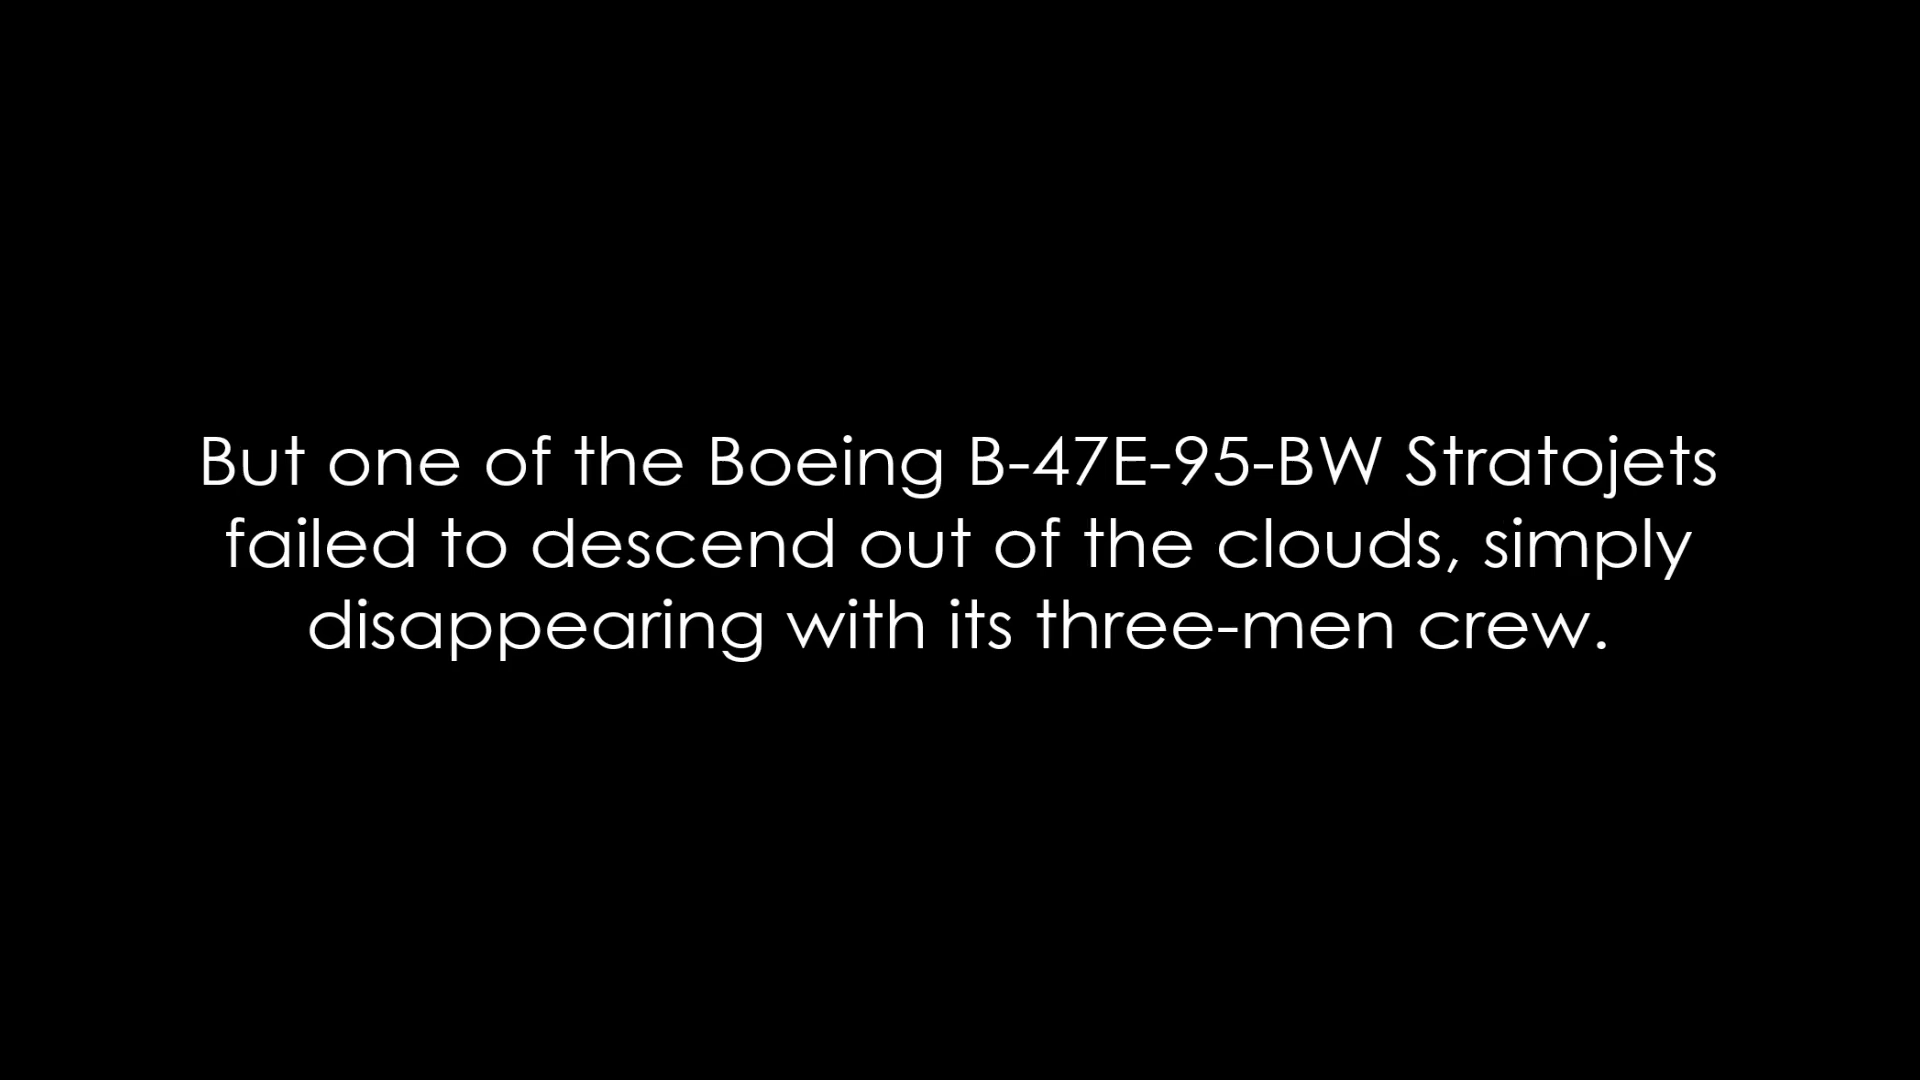 But one of the Boeing B-47E-95-BW Stratojets
failed to descend out of the clouds, simply
disappearing with its three-men crew.